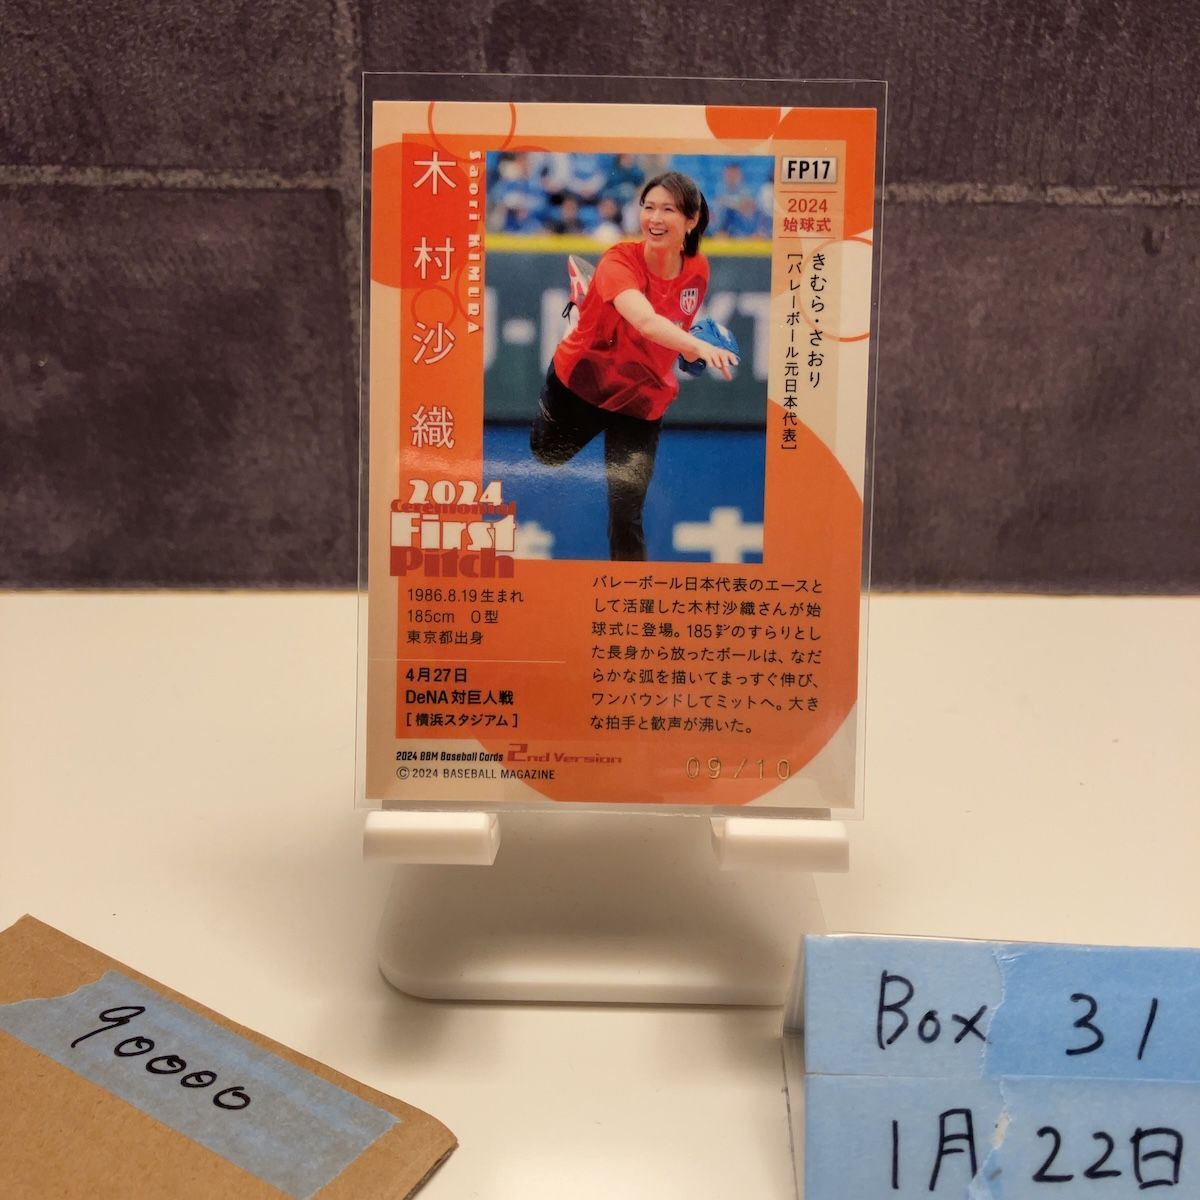 木村沙織
Saori KIMURA
FP17
2024
始球式
きむら・さおり
[バレーボール元日本代表]
2024
Ceremonial
First
Pitch
1986.8.19生まれ
185cm O型
東京都出身
4月27日
DeNA対巨人戦
[横浜スタジアム]
バレーボール日本代表のエースと
して活躍した木村沙織さんが始
球式に登場。185㌢のすらりとし
た長身から放ったボールは、なだ
らかな弧を描いてまっすぐ伸び、
ワンバウンドしてミットへ。大き
な拍手と歓声が沸いた。
2024 BBM Baseball Cards 2nd Version
©2024 BASEBALL MAGAZINE
09/10
90000
Box 31
1月22日